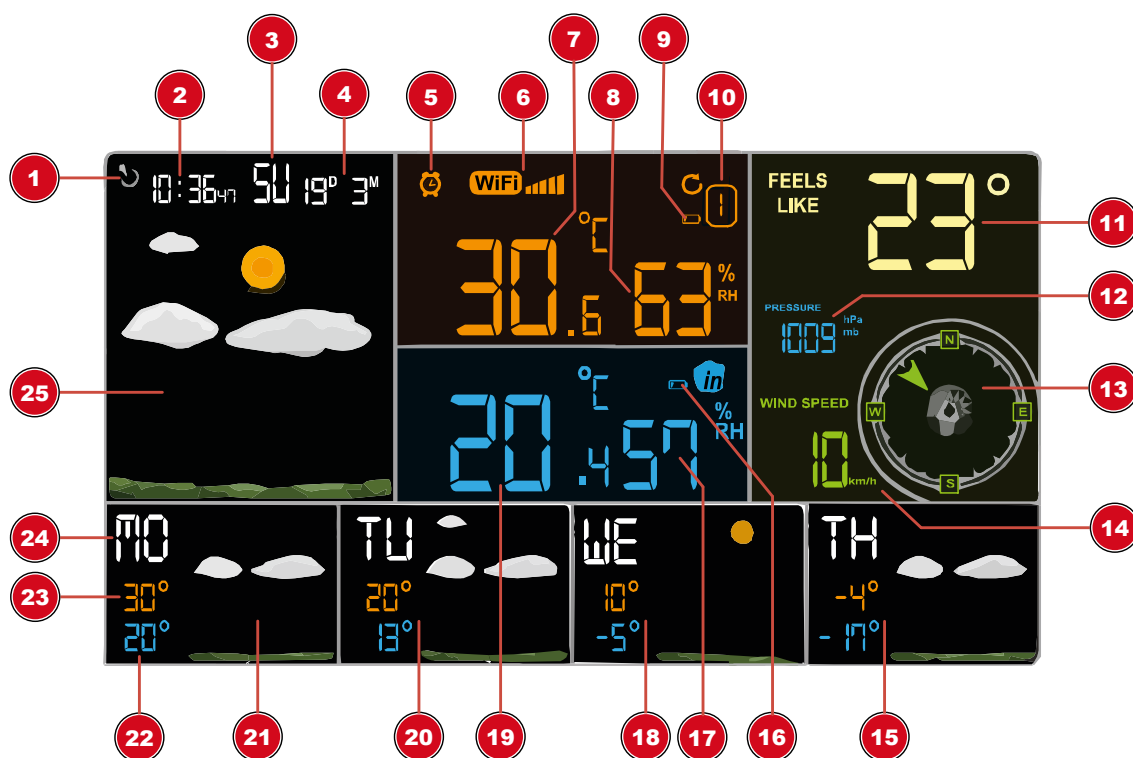 3
7
9
2
4
5
6
8
10
1
10:36 47
SU
19D 3M
WiFi
1
°C
30.6
63
% RH
FEELS LIKE
23°
11
PRESSURE
1009
hPa
mb
12
N
W
E
S
13
WIND SPEED
10
km/h
14
25
°C
in
20.4
57
% RH
24
MO
30°
20°
23
TU
20°
13°
WE
10°
-5°
TH
-4°
-17°
22
21
20
19
18
17
16
15